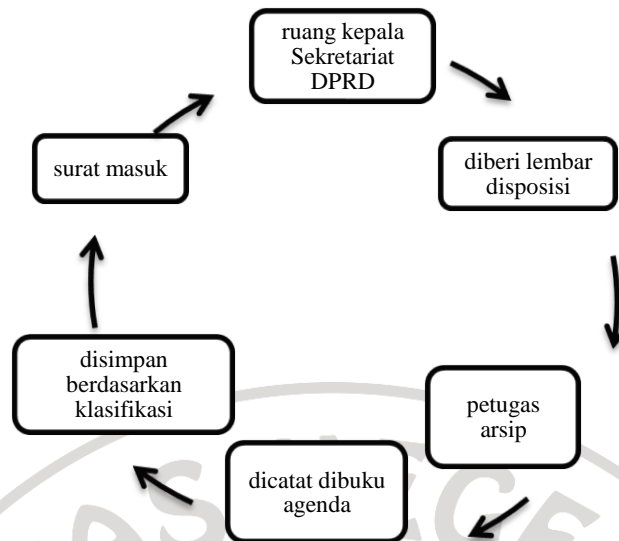 ruang kepala
Sekretariat
DPRD
diberi lembar
disposisi
petugas
arsip
dicatat dibuku
agenda
disimpan
berdasarkan
klasifikasi
surat masuk